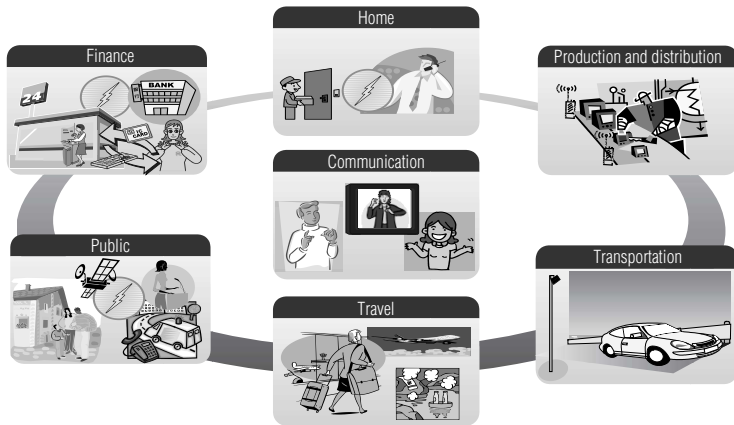 Home
Finance
Production and distribution
24
BANK
IC
CARD
Communication
Public
Transportation
Travel